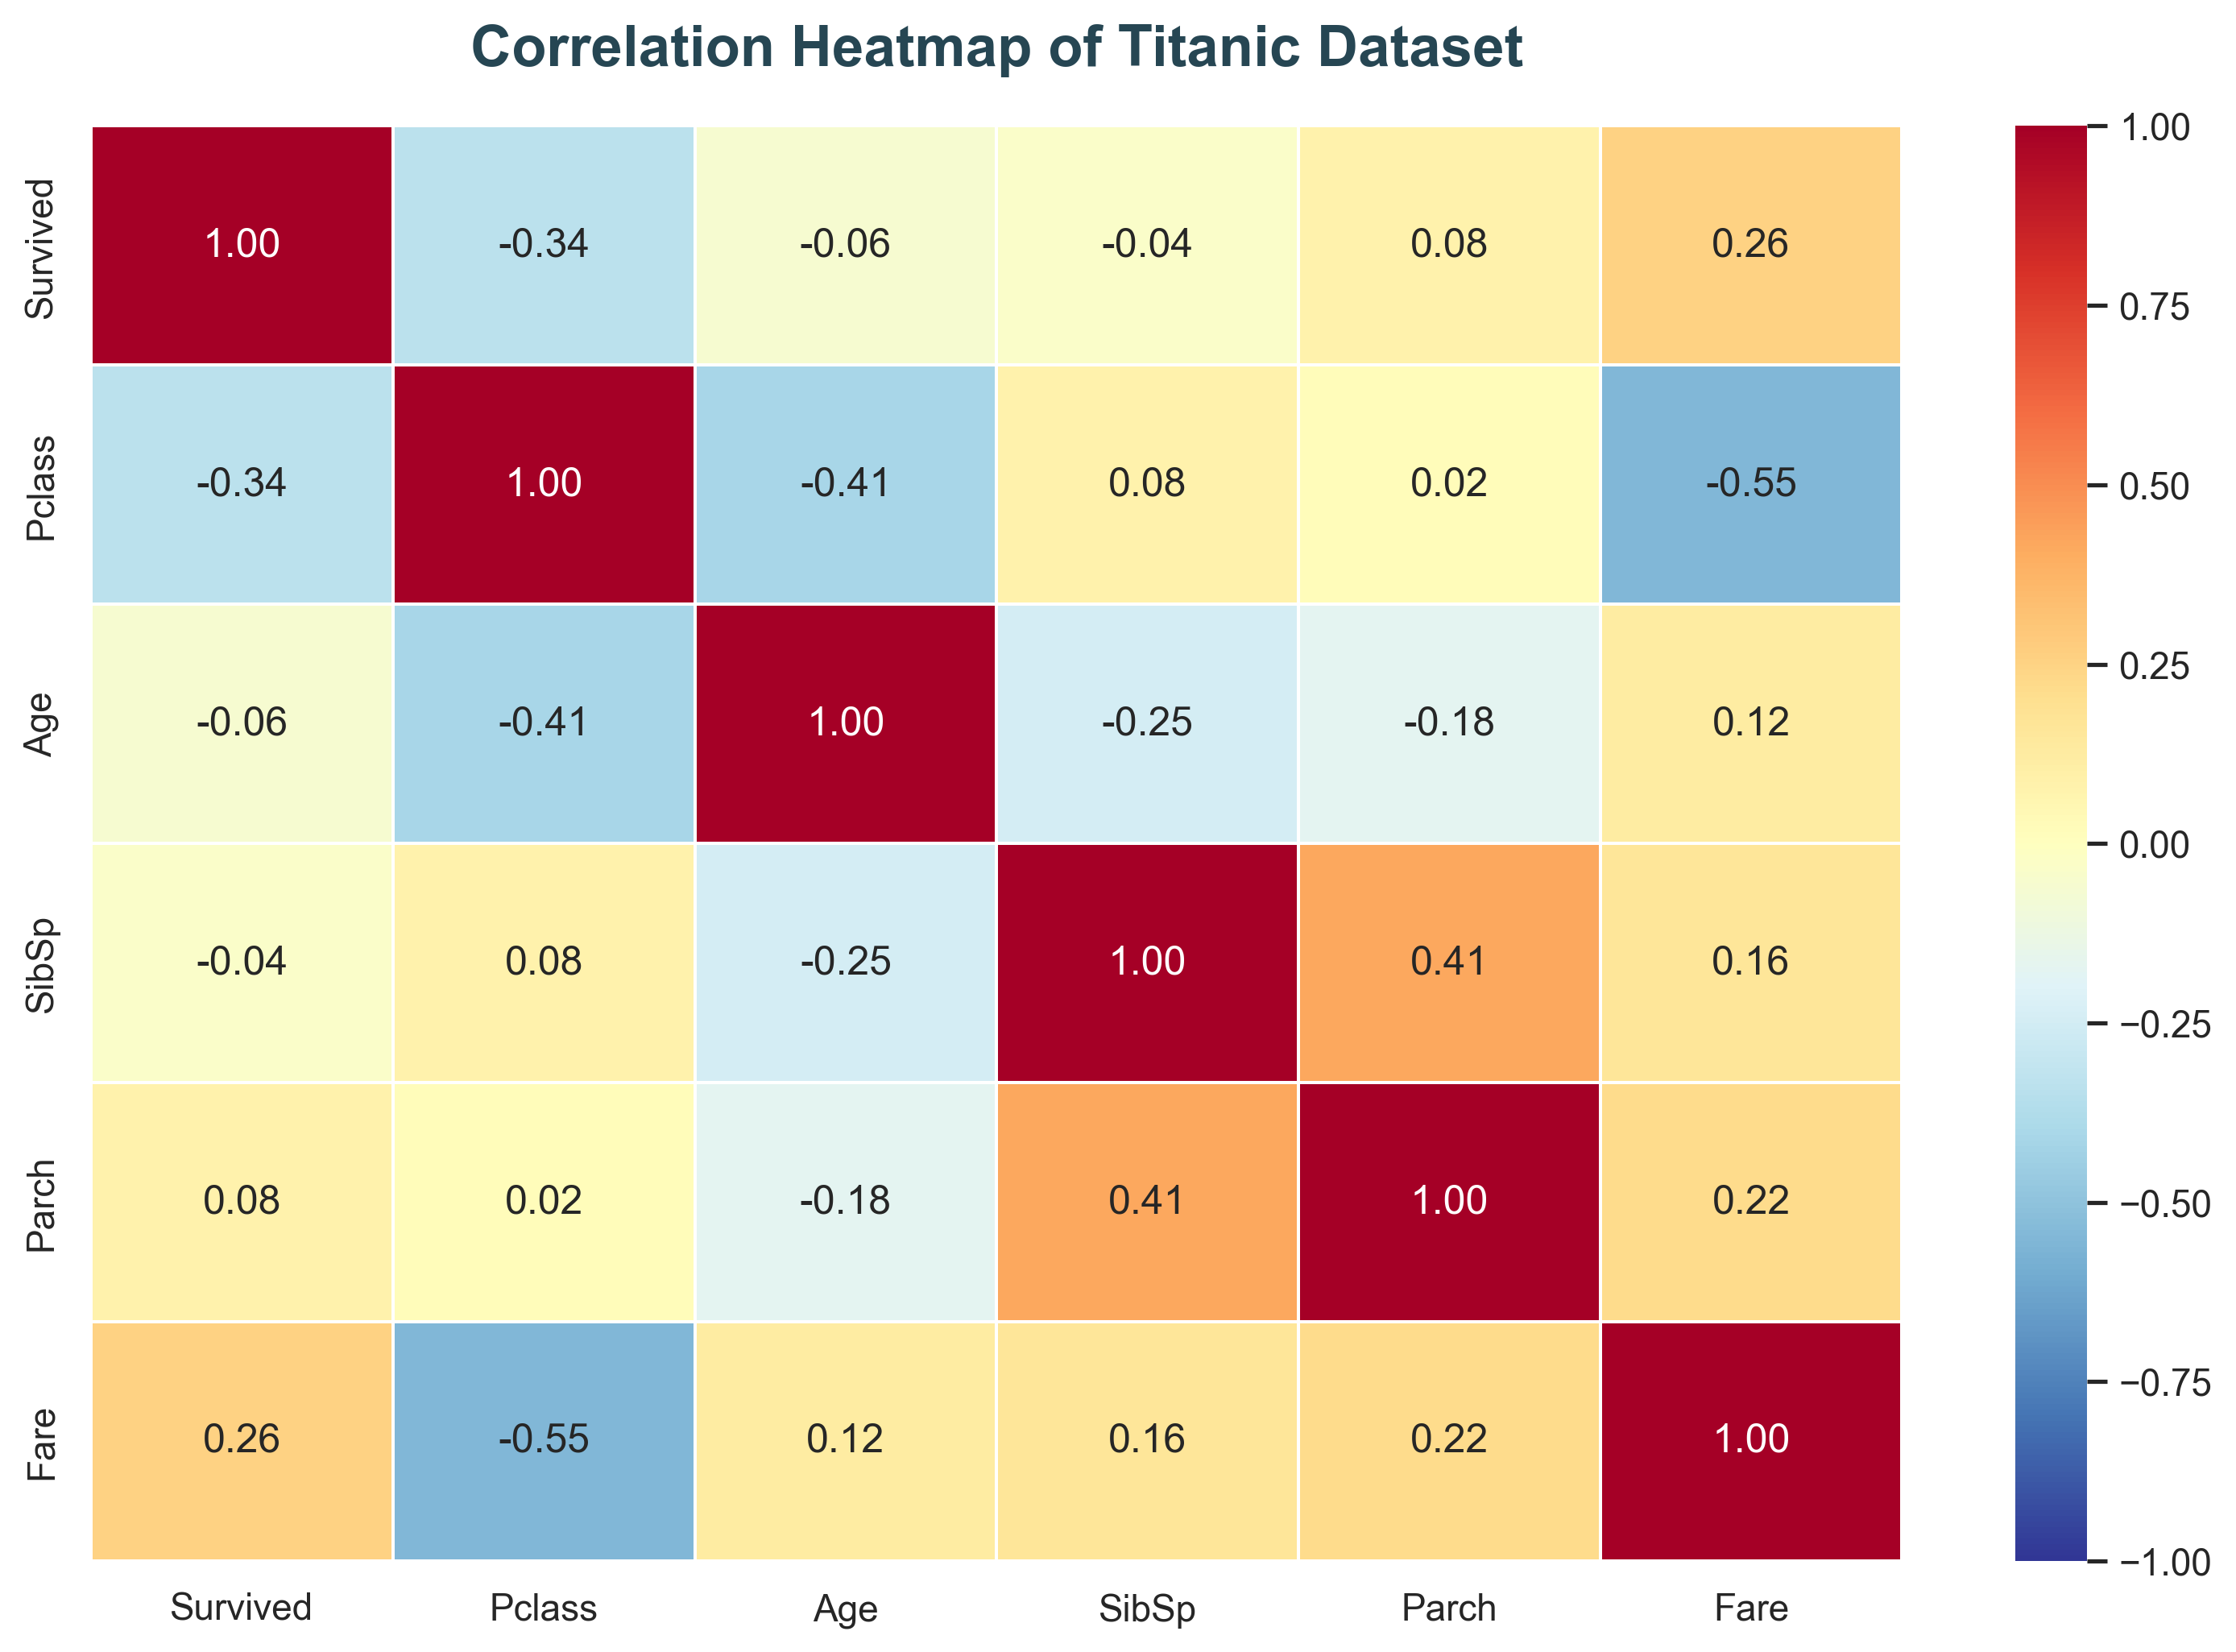 Correlation Heatmap of Titanic Dataset
Survived 1.00 -0.34 -0.06 -0.04 0.08 0.26
Pclass -0.34 1.00 -0.41 0.08 0.02 -0.55
Age -0.06 -0.41 1.00 -0.25 -0.18 0.12
SibSp -0.04 0.08 -0.25 1.00 0.41 0.16
Parch 0.08 0.02 -0.18 0.41 1.00 0.22
Fare 0.26 -0.55 0.12 0.16 0.22 1.00
Survived Pclass Age SibSp Parch Fare
1.00
0.75
0.50
0.25
0.00
−0.25
−0.50
−0.75
−1.00